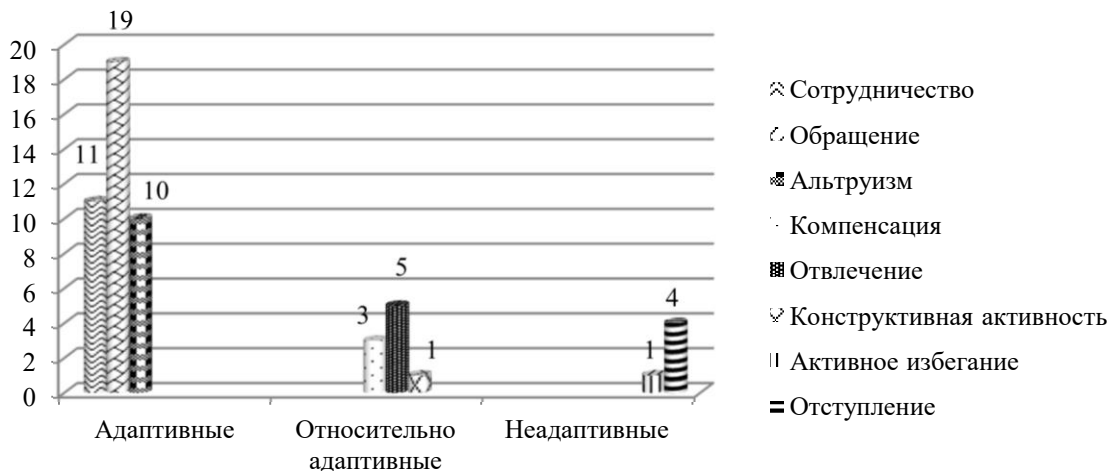 19
20
18
16
14
12
10
8
6
4
2
0
11
10
3
5
1
1
4
Адаптивные
Относительно
адаптивные
Неадаптивные
Сотрудничество
Обращение
Альтруизм
Компенсация
Отвлечение
Конструктивная активность
Активное избегание
Отступление